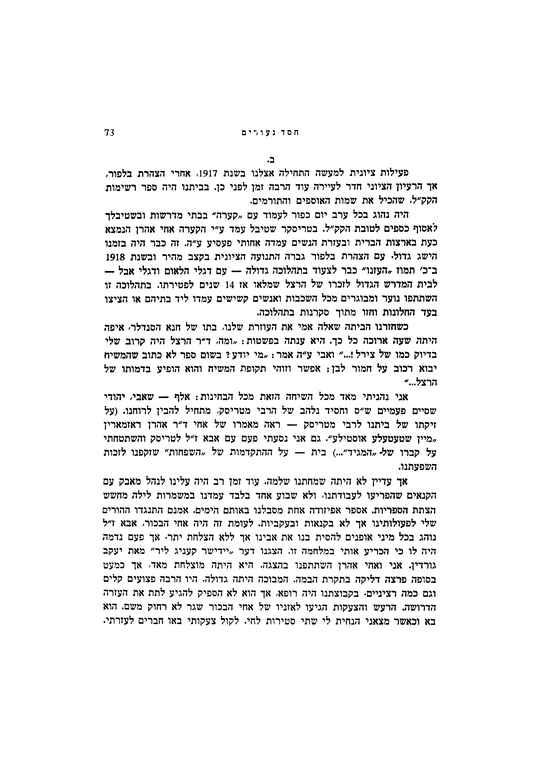 חסד נעורים 73
ב.
פעילות ציונית למעשה התחילה אצלנו בשנת 1917, אחרי הצהרת בלפור,
אך הרעיון הציוני חדר לעיירה עוד הרבה זמן לפני כן. בביתנו היה ספר רשימות
הקק״ל, שהכיל את שמות האוספים והתורמים.
היה נהוג בכל ערב יום כפור לעמוד עם „קערה״ בבתי מדרשות ובשטיבלך
לאסוף כספים לטובת הקק״ל. בטריסקר שטיבל עמד ע״י הקערה אחי אהרן הנמצא
כעת בארצות הברית ובעזרת הנשים עמדה אחותי פעסיע ע״ה. זה כבר היה בזמנו
הישג גדול. עם הצהרת בלפור גברה התנועה הציונית בקצב מהיר ובשנת 1918
ב־כ׳ תמוז „העזנו״ כבר לצעוד בתהלוכה גדולה — עם דגלי הלאום ודגלי אבל —
לבית המדרש הגדול לזכרו של הרצל שמלאו אז 14 שנים לפטירתו. בתהלוכה זו
השתתפו נוער ומבוגרים מכל השכבות ואנשים קשישים עמדו ליד בתיהם או הציצו
בעד החלונות וחזו מתוך סקרנות בתהלוכה.
כשחזרנו הביתה שאלה אמי את העוזרת שלנו, בתו של חנא הסנדלר, איפה
היתה שעה ארוכה כל כך. היא ענתה בפשטות: „ומה, ד״ר הרצל היה קרוב שלי
בדיוק כמו של צירל!...״ ואבי ע״ה אמר: „מי יודע? בשום ספר לא כתוב שהמשיח
יבוא רכוב על חמור לבן; אפשר וזוהי תקופת המשיח והוא הופיע בדמותו של
הרצל...״
אני נהניתי מאד מכל השיחה הזאת מכל הבחינות: אלף — שאבי, יהודי
שסיים פעמיים ש״ס וחסיד נלהב של הרבי מטריסק, מתחיל להבין לרוחנו. (על
זיקתו של ביתנו לרבי מטריסק — ראה מאמרו של אחי ד״ר אהרן ראזמארין
„מיין שטעטעלע אוסטילע״. גם אני נסעתי פעם עם אבא ז״ל לטריסק והשתטחתי
על קברו של „המגיד״...) בית — על ההתקדמות של „השפחות״ שזקפנו לזכות
השפעתנו.
אך עדיין לא היתה שמחתנו שלמה. עוד זמן רב היה עלינו לנהל מאבק עם
הקנאים שהפריעו לעבודתנו, ולא שבוע אחד בלבד עמדנו במשמרות לילה מחשש
הצתת הספריות. אספר אפיזודה אחת מסבלנו באותם הימים. אמנם התנגדו ההורים
שלי לפעולותינו אך לא בקנאות ובעקביות. לעומת זה היה אחי הבכור, אבא ז״ל
נוהג בכל מיני אופנים להסית בנו את אבינו אך ללא הצלחת יתר. אך פעם נדמה
היה לו כי הכריע אותי במלחמה זו. הצגנו דער „יידישער קעניג ליר״ מאת יעקב
גורדין. אני ואחי אהרן השתתפנו בהצגה. היא היתה מוצלחת מאד, אך כמעט
בסופה פרצה דליקה בתקרת הבמה. המבוכה היתה גדולה. היו הרבה פצועים קלים
וגם כמה רציניים. בקבוצתנו היה רופא, אך הוא לא הספיק להגיע לתת את העזרה
הדרושה. הרעש והצעקות הגיעו לאזניו של אחי הבכור שגר לא רחוק משם. הוא
בא וכאשר מצאני הנחית לי שתי סטירות לחי. לקול צעקותי באו חברים לעזרתי.